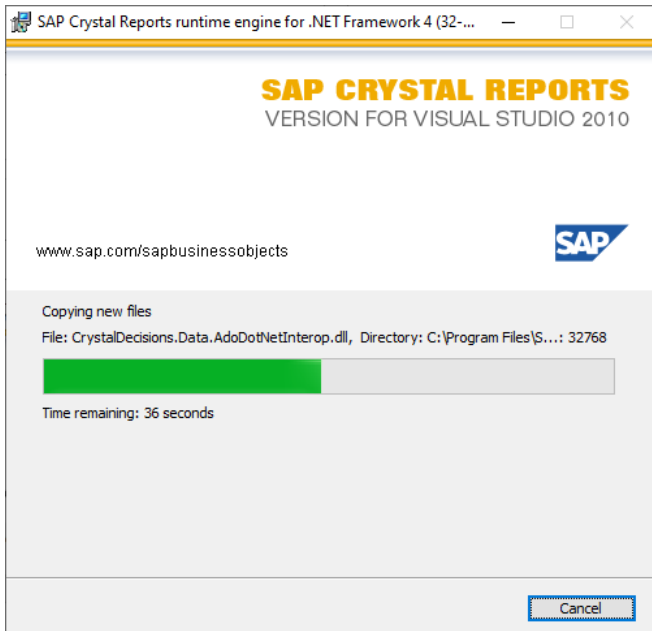 SAP Crystal Reports runtime engine for .NET Framework 4 (32-...
SAP CRYSTAL REPORTS
VERSION FOR VISUAL STUDIO 2010
www.sap.com/sapbusinessobjects
SAP
Copying new files
File: CrystalDecisions.Data.AdoDotNetInterop.dll, Directory: C:\Program Files\S...: 32768
Time remaining: 36 seconds
Cancel